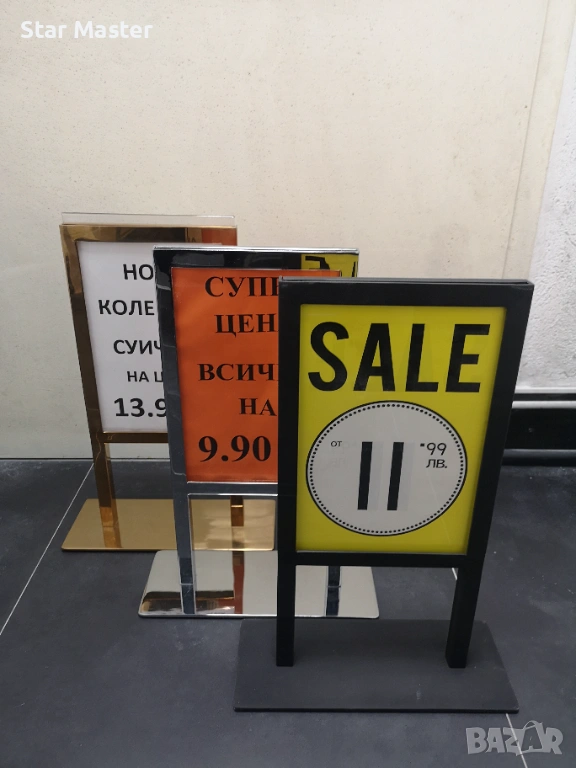 Star Master
НО
КОЛЕ
СУИЧ
НА Ц
13.9
СУП
ЦЕН
ВСИЧ
НА
9.90
SALE
ОТ 11.99
ЛВ.
BAZAR